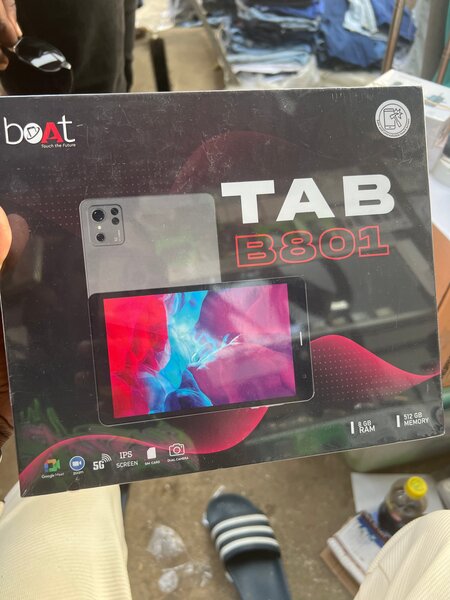 boAt
Touch the Future
TAB
B801
8 GB
RAM
512 GB
MEMORY
Google Meet
zoom
5G
IPS
SCREEN
SIM CARD
DUAL CAMERA